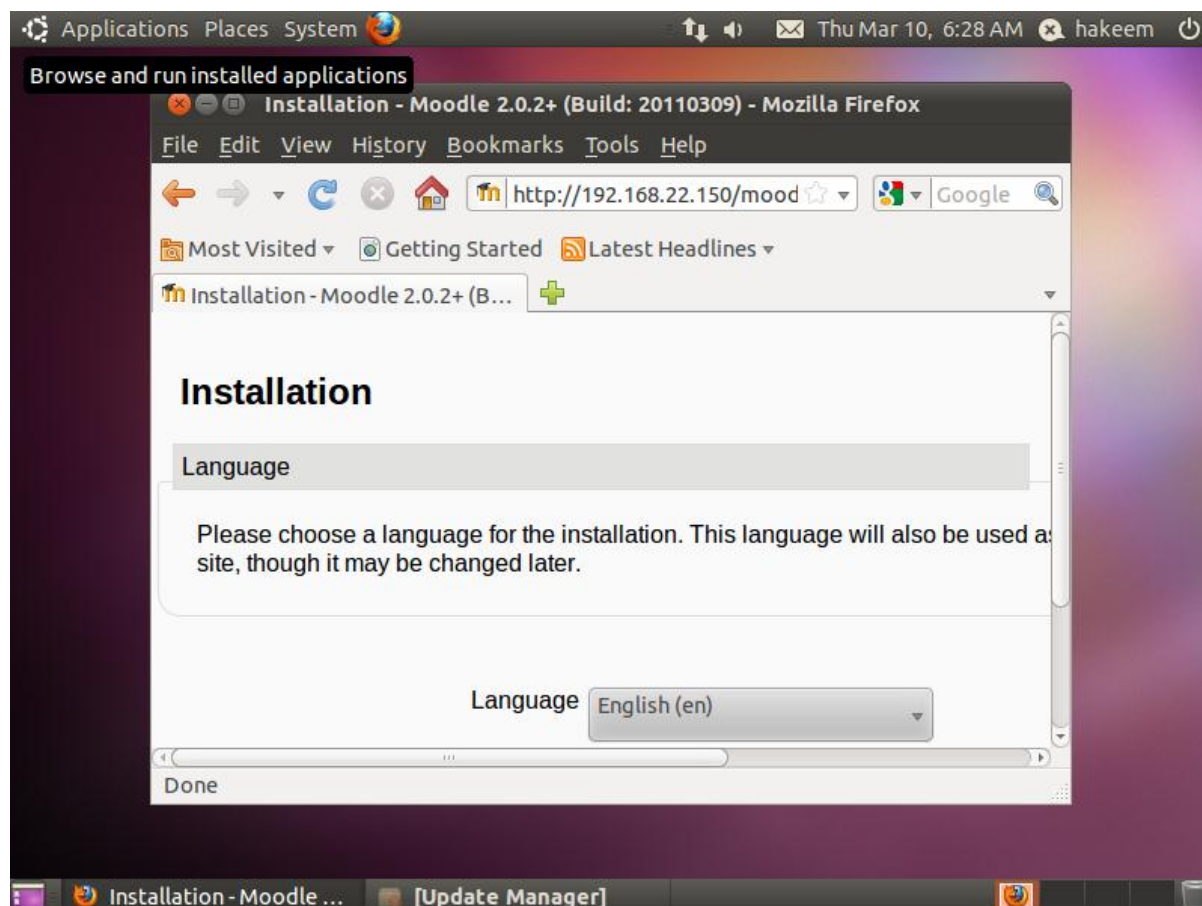 Applications Places System Thu Mar 10, 6:28 AM hakeem
Browse and run installed applications
Installation - Moodle 2.0.2+ (Build: 20110309) - Mozilla Firefox
File Edit View History Bookmarks Tools Help
http://192.168.22.150/mood Google
Most Visited Getting Started Latest Headlines
Installation - Moodle 2.0.2+ (B...
Installation
Language
Please choose a language for the installation. This language will also be used as
site, though it may be changed later.
Language English (en)
Done
Installation - Moodle ... [Update Manager]